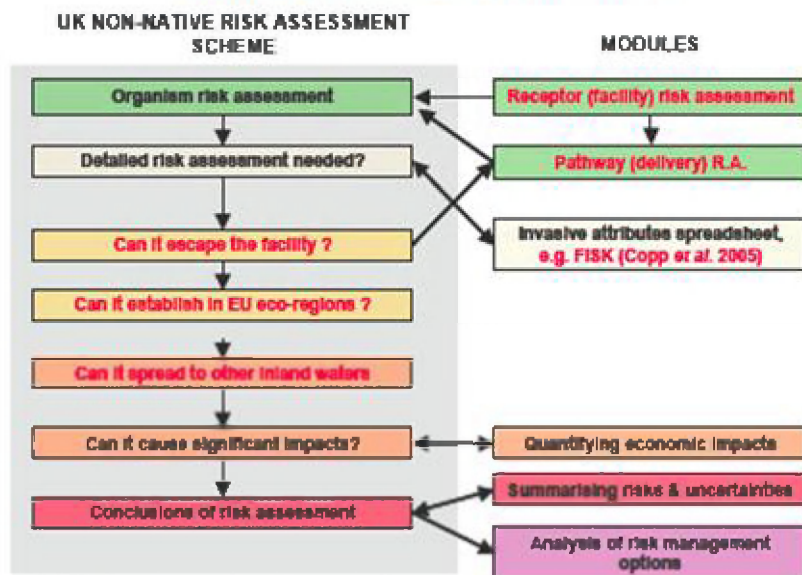 UK NON-NATIVE RISK ASSESSMENT
SCHEME
MODULES
Organism risk assessment
Receptor (facility) risk assessment
Detailed risk assessment needed?
Pathway (delivery) R.A.
Can it escape the facility ?
Invasive attributes spreadsheet,
e.g. FISK (Copp et al. 2005)
Can it establish in EU eco-regions ?
Can it spread to other inland waters
Can it cause significant impacts?
Quantifying economic impacts
Summarising risks & uncertainties
Conclusions of risk assessment
Analysis of risk management
options